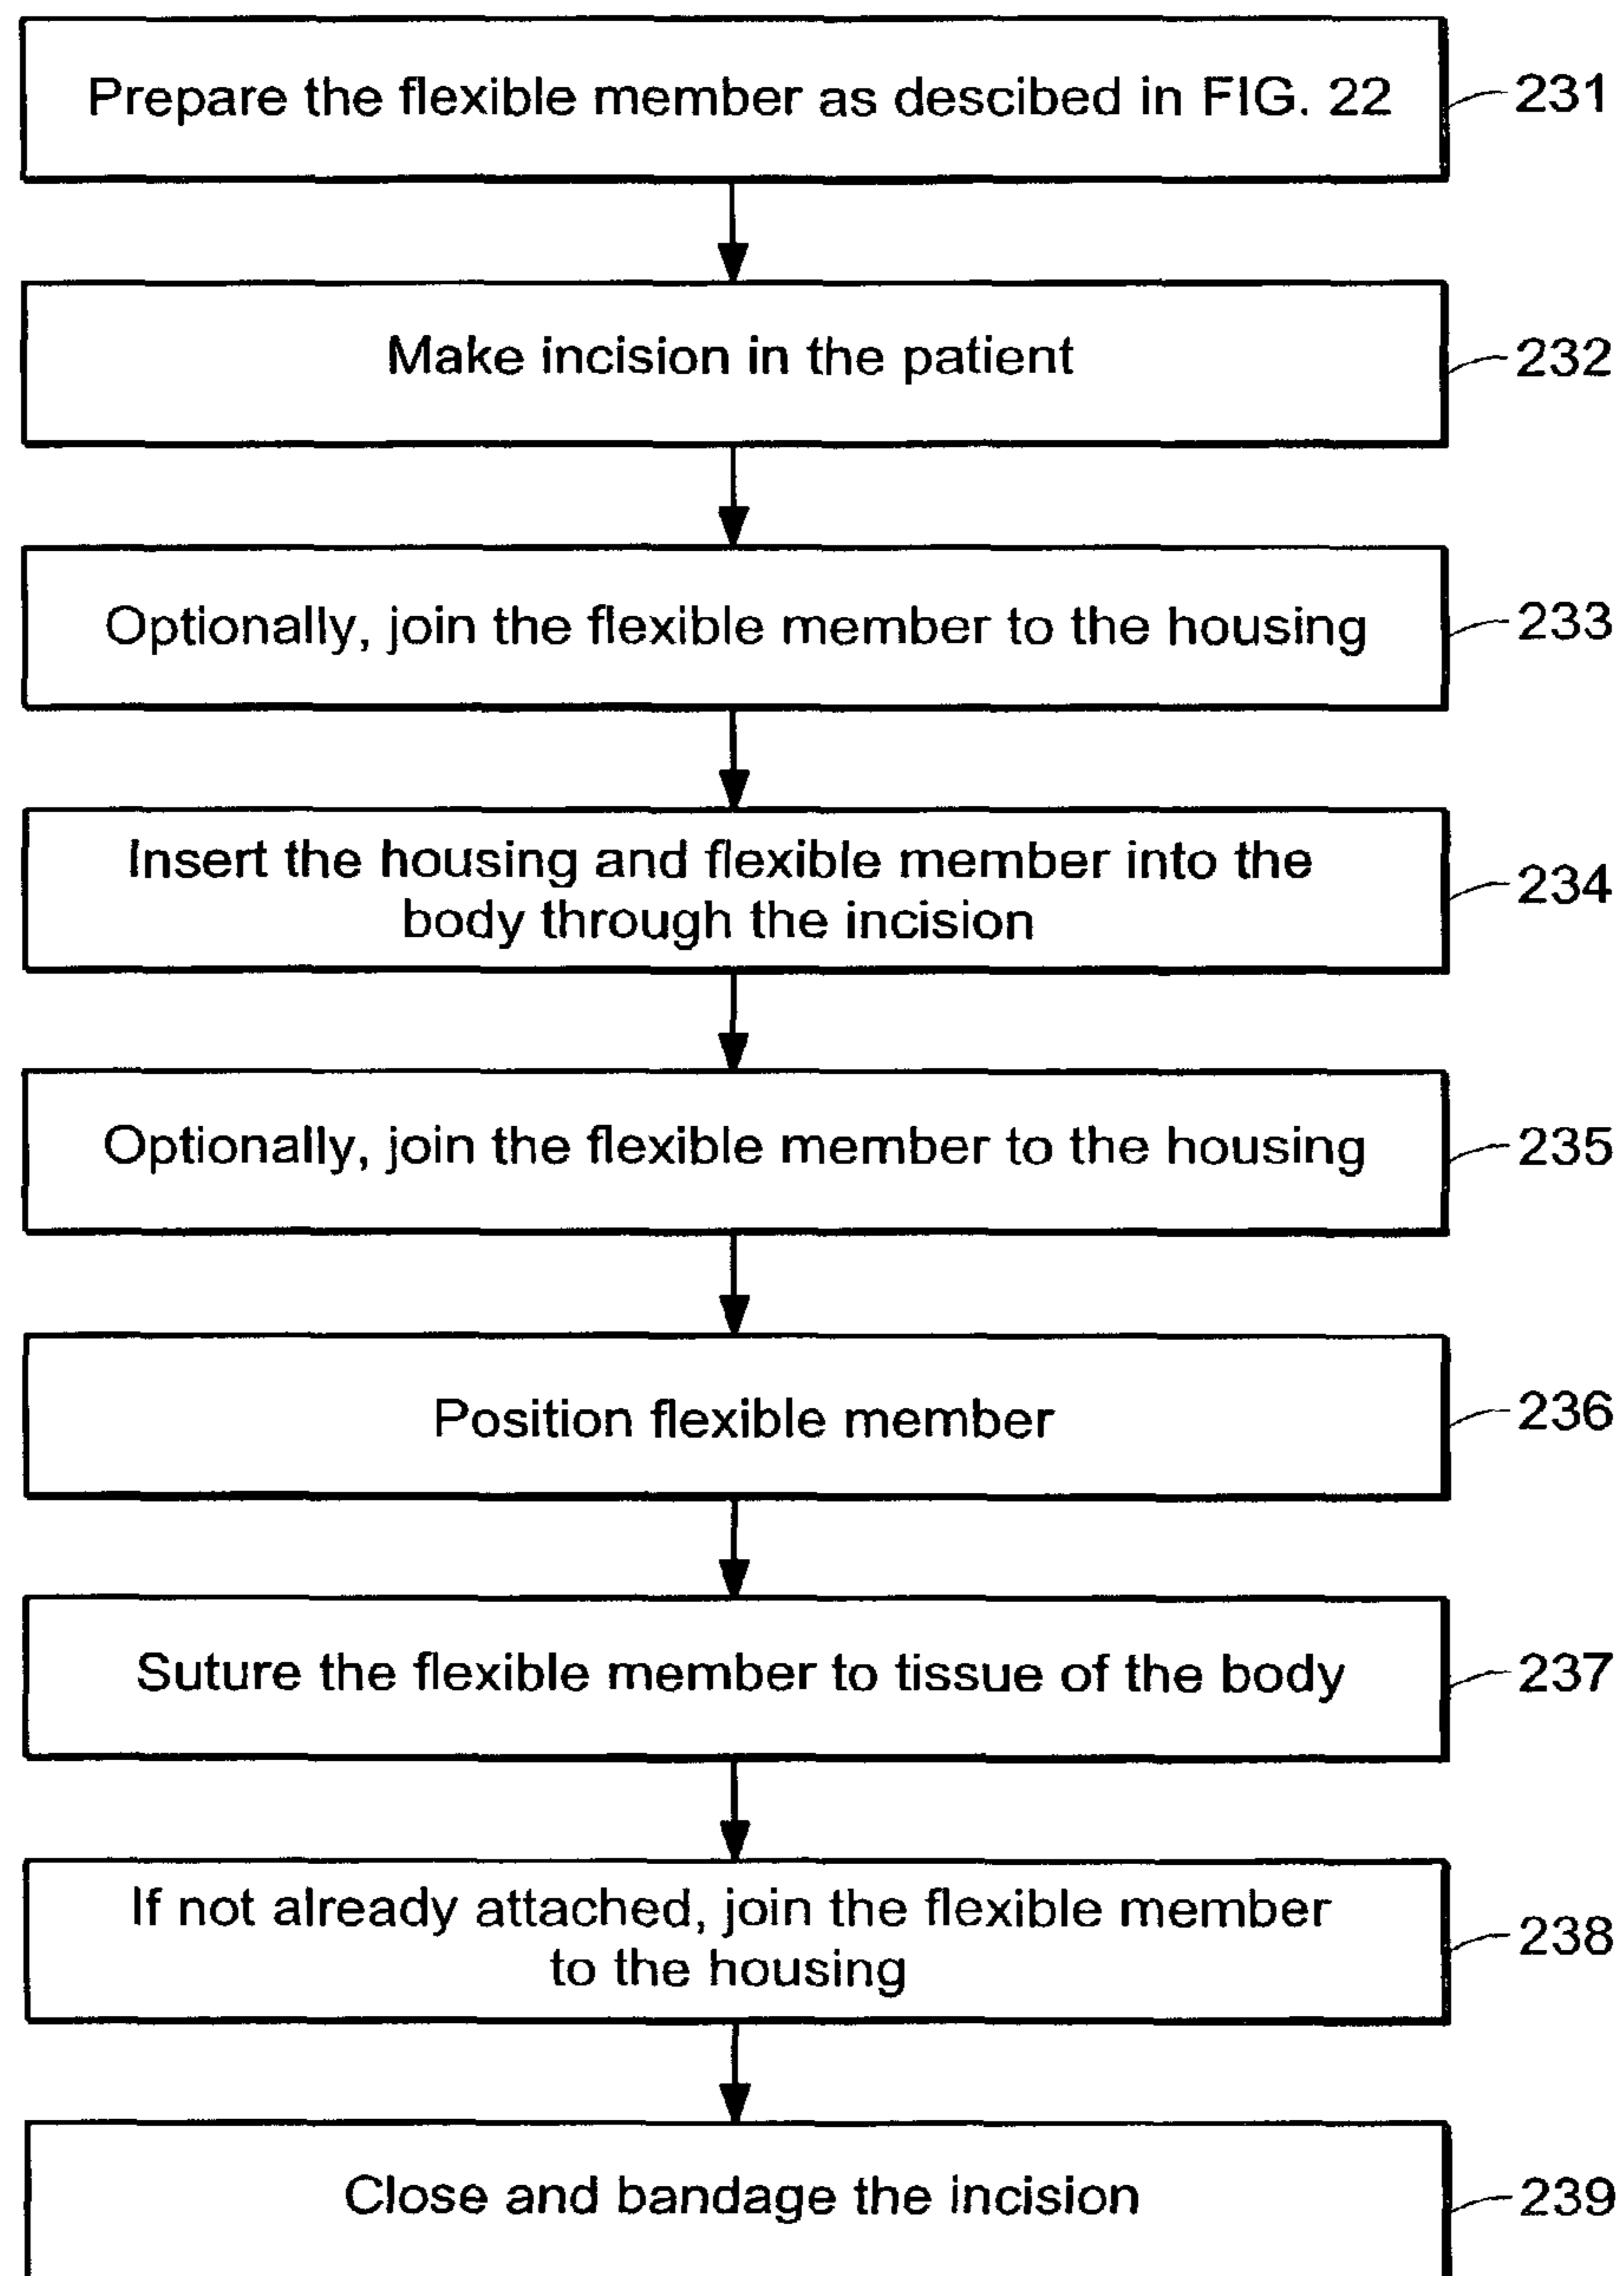 Prepare the flexible member as descibed in FIG. 22
231
Make incision in the patient
232
Optionally, join the flexible member to the housing
233
Insert the housing and flexible member into the
body through the incision
234
Optionally, join the flexible member to the housing
235
Position flexible member
236
Suture the flexible member to tissue of the body
237
If not already attached, join the flexible member
to the housing
238
Close and bandage the incision
239